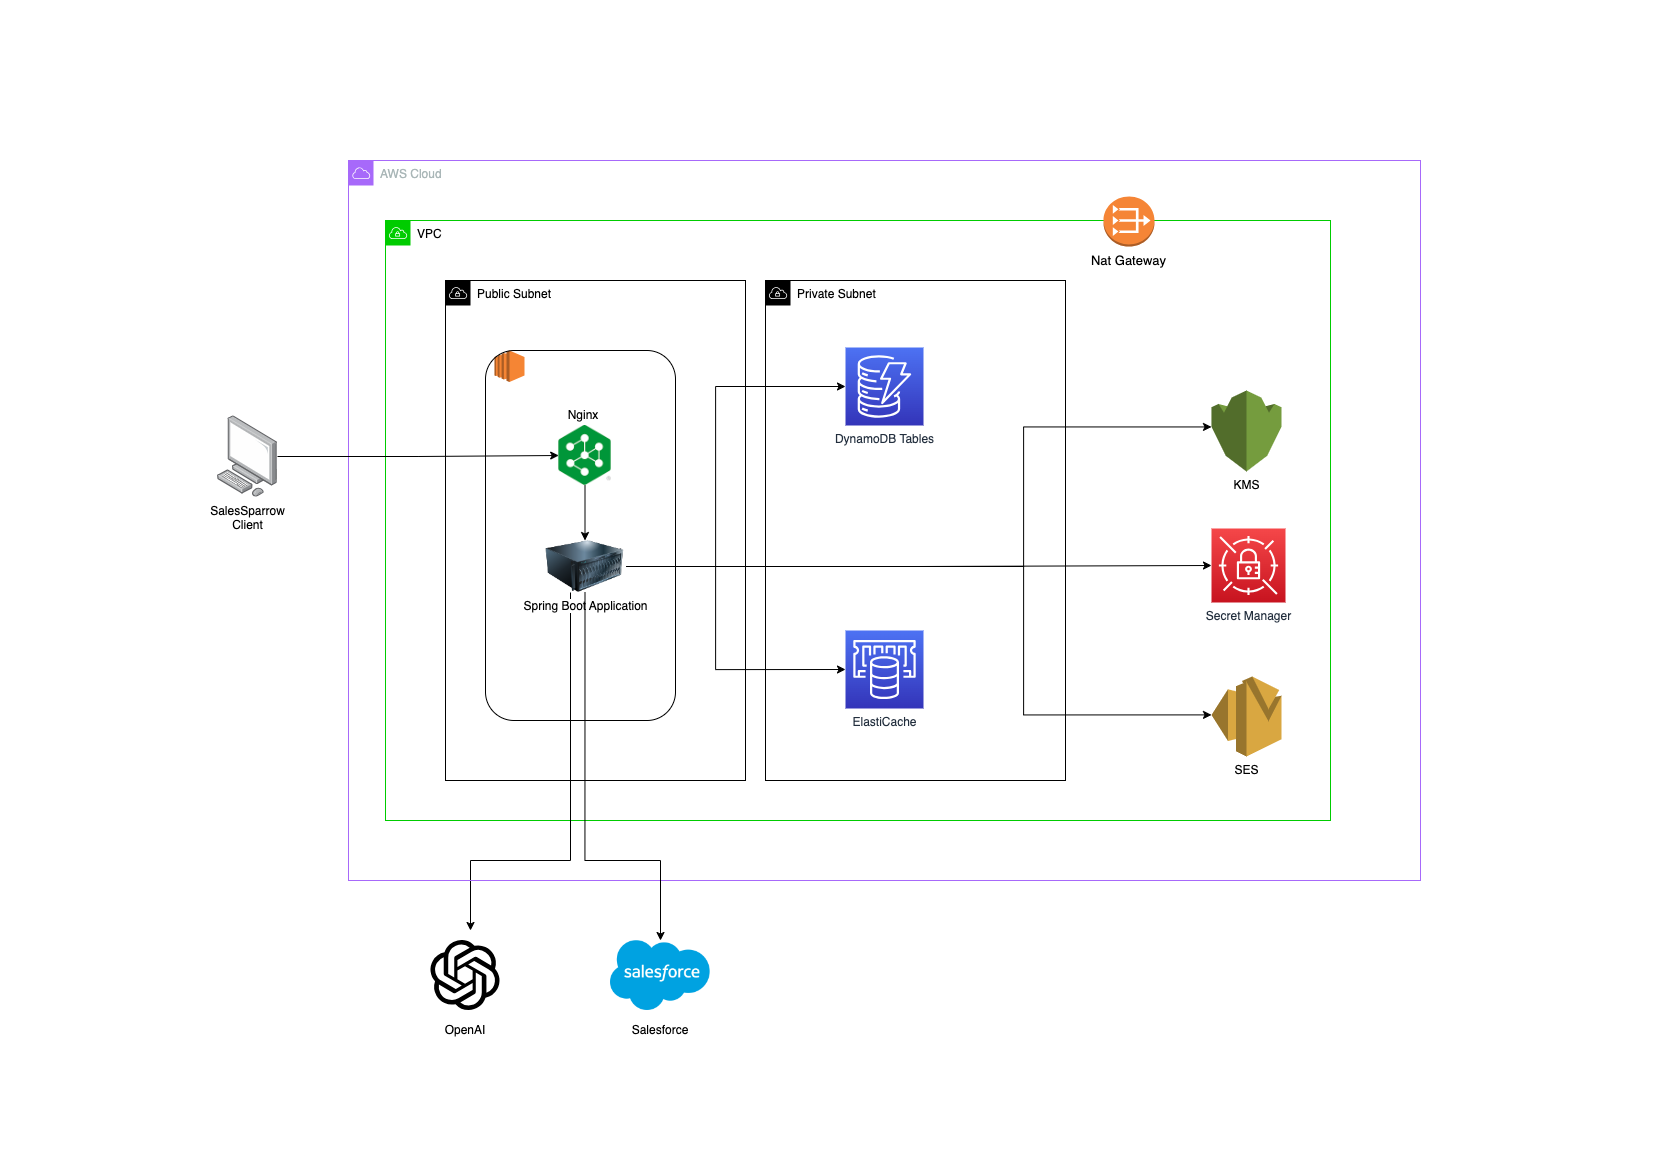 AWS Cloud
VPC
Nat Gateway
Public Subnet
Private Subnet
Nginx
DynamoDB Tables
SalesSparrow
Client
KMS
Spring Boot Application
Secret Manager
ElastiCache
SES
salesforce
OpenAI
Salesforce